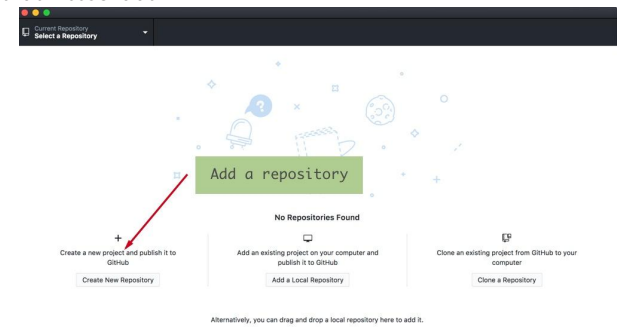 Current Repository
Select a Repository
?
Add a repository
No Repositories Found
Create a new project and publish it to
GitHub
Create New Repository
Add an existing project on your computer and
publish it to GitHub
Add a Local Repository
Clone an existing project from GitHub to your
computer
Clone a Repository
Alternatively, you can drag and drop a local repository here to add it.